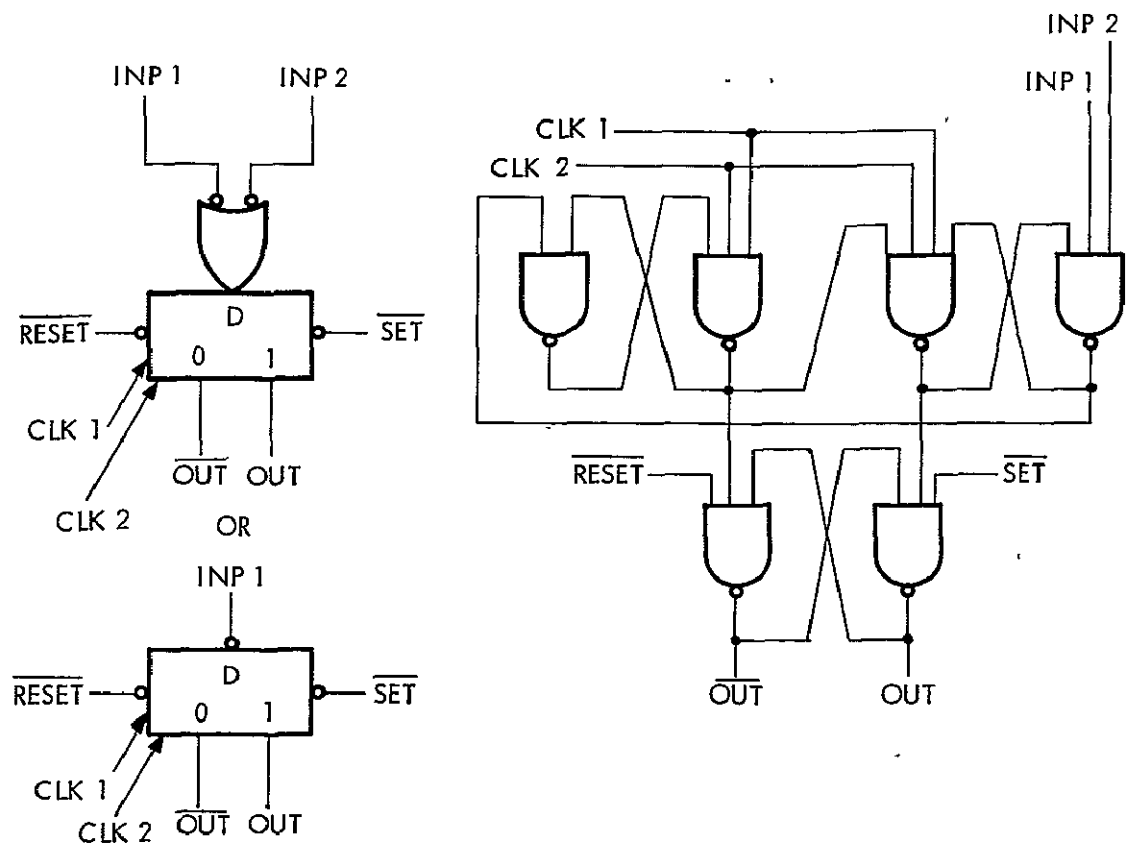 INP 1
INP 2
D
RESET
SET
0
1
CLK 1
OUT
OUT
CLK 2
OR
INP 1
D
RESET
SET
0
1
CLK 1
CLK 2
OUT
OUT
INP 2
INP 1
CLK 1
CLK 2
RESET
SET
OUT
OUT